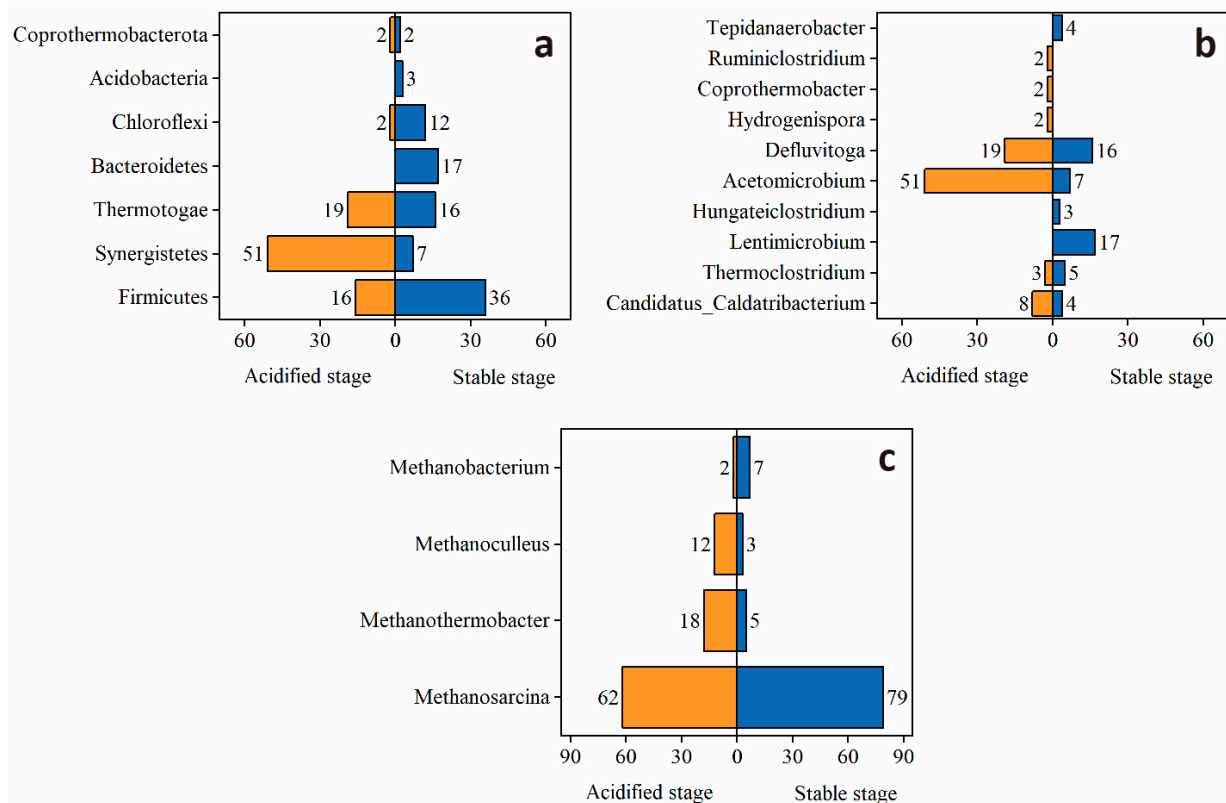 a
Coprothermobacterota 2 2
Acidobacteria 3
Chloroflexi 2 12
Bacteroidetes 17
Thermotogae 19 16
Synergistetes 51 7
Firmicutes 16 36
60 30 0 30 60
Acidified stage Stable stage
b
Tepidanaerobacter 4
Ruminiclostridium 2
Coprothermobacter 2
Hydrogenispora 2
Defluvitoga 19 16
Acetomicrobium 51 7
Hungateiclostridium 3
Lentimicrobium 17
Thermoclostridium 3 5
Candidatus_Caldatribacterium 8 4
60 30 0 30 60
Acidified stage Stable stage
c
Methanobacterium 2 7
Methanoculleus 12 3
Methanothermobacter 18 5
Methanosarcina 62 79
90 60 30 0 30 60 90
Acidified stage Stable stage